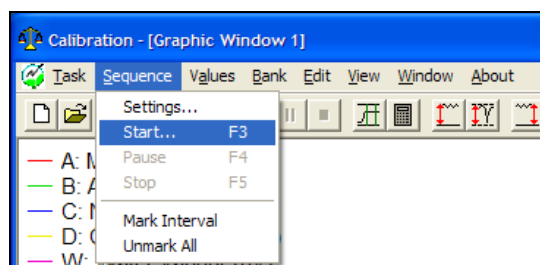 Calibration - [Graphic Window 1]
Task Sequence Values Bank Edit View Window About
Settings...
Start... F3
Pause F4
Stop F5
Mark Interval
Unmark All
A:
B:
C:
D:
W: